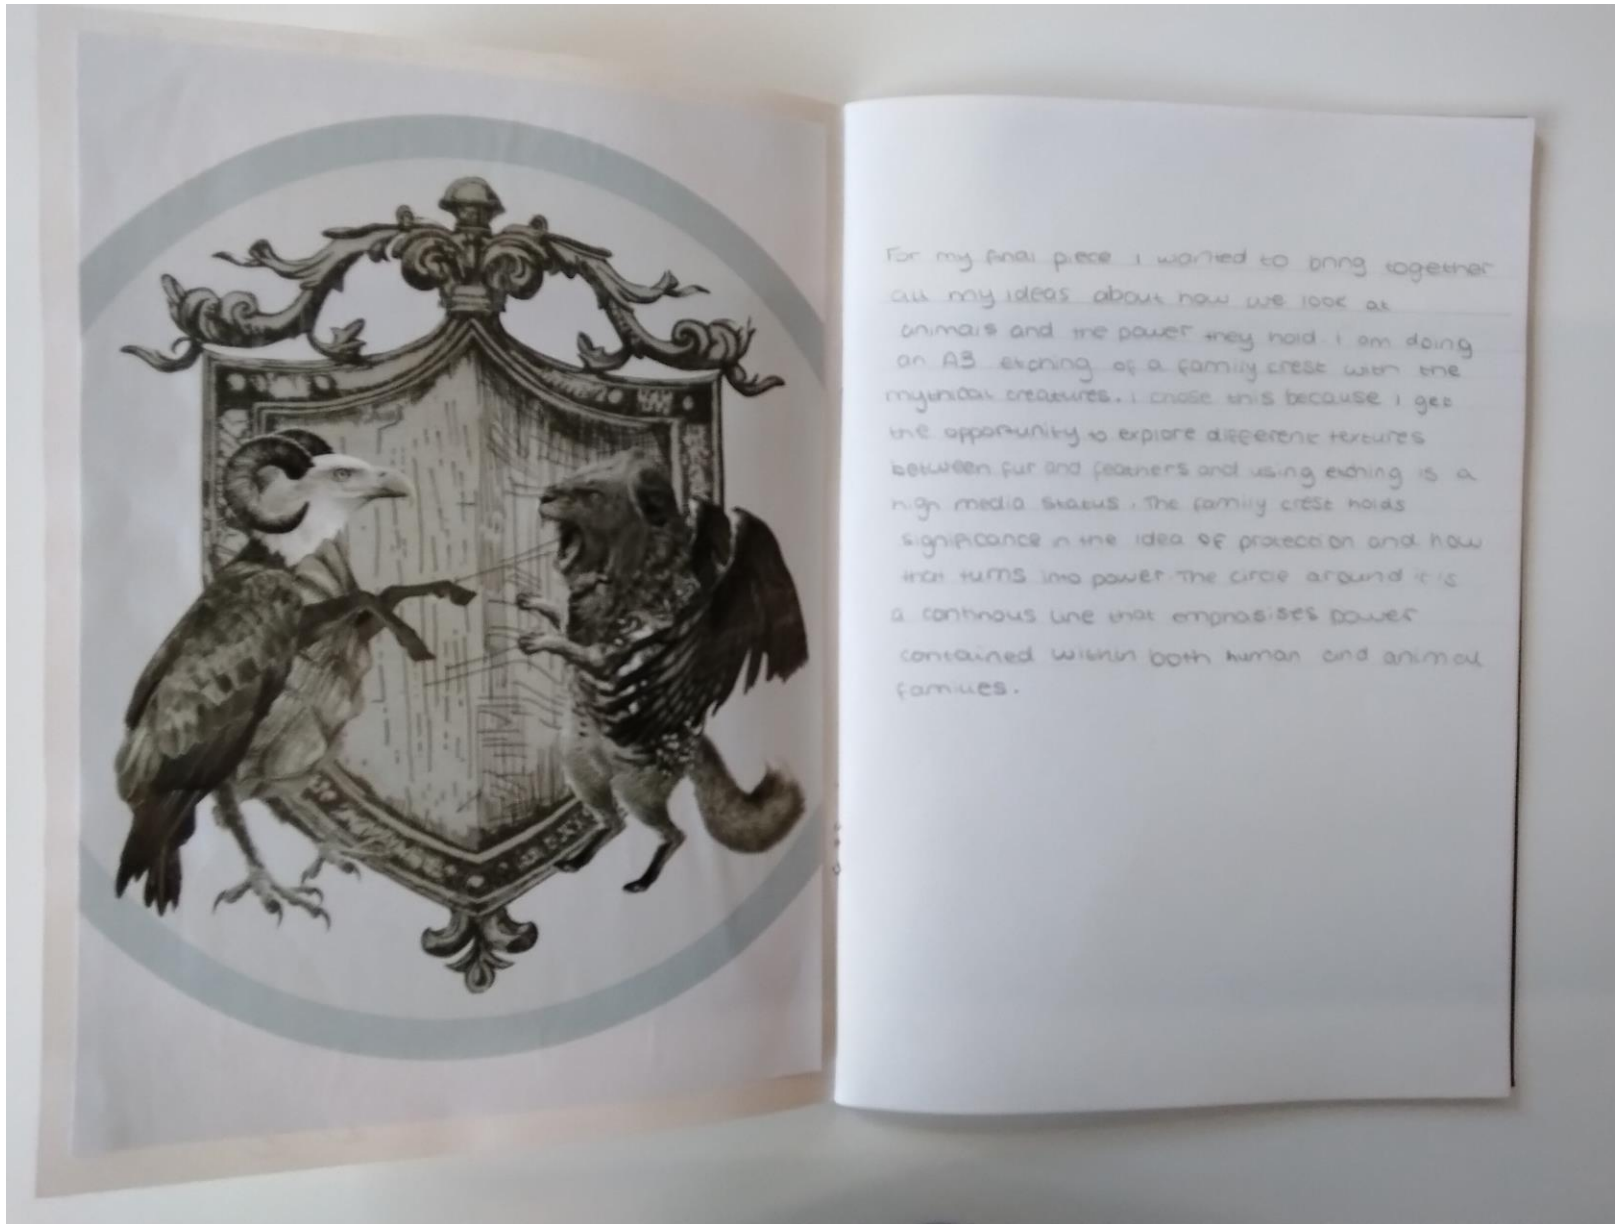 For my final piece I wanted to bring together
all my ideas about how we look at
animals and the power they hold. I am doing
an A3 etching of a family crest with the
mythical creatures. I chose this because I get
the opportunity to explore different textures
between fur and feathers and using etching is a
high media status. The family crest holds
significance in the idea of protection and how
that turns into power. The circle around it is
a continous line that emphasises power
contained within both human and animal
families.